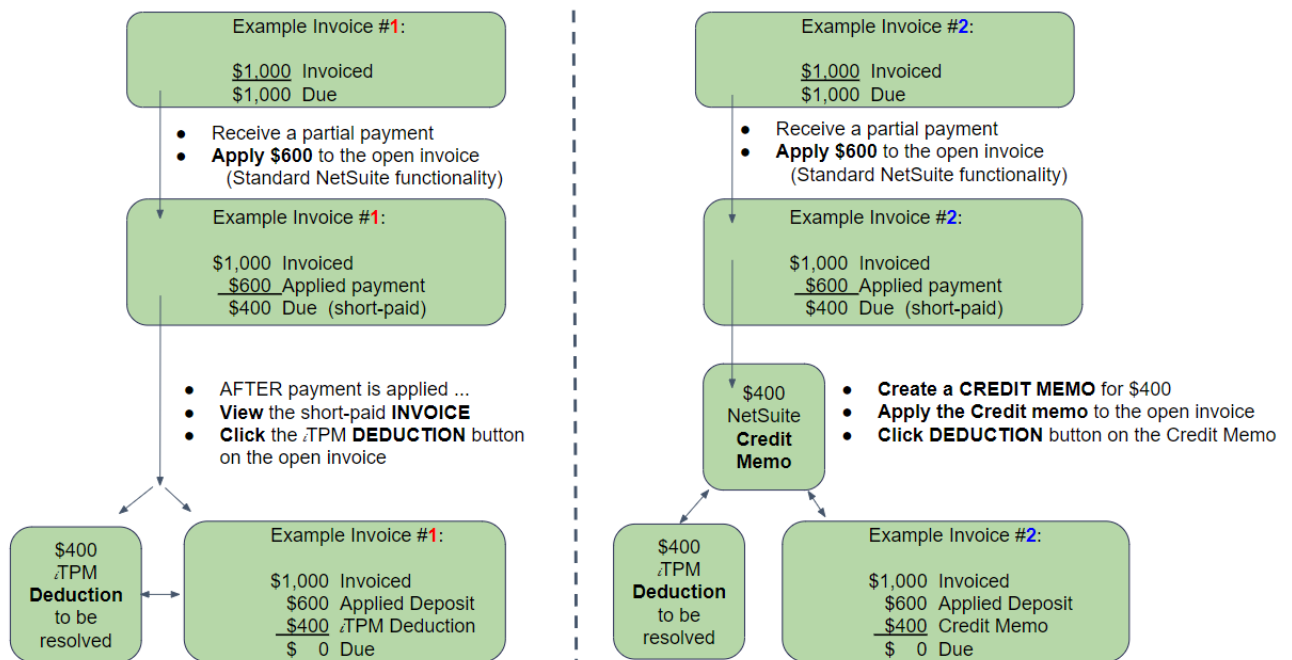 Example Invoice #1:
$1,000 Invoiced
$1,000 Due
● Receive a partial payment
● Apply $600 to the open invoice
(Standard NetSuite functionality)
Example Invoice #1:
$1,000 Invoiced
$600 Applied payment
$400 Due (short-paid)
● AFTER payment is applied ...
● View the short-paid INVOICE
● Click the iTPM DEDUCTION button
on the open invoice
$400
iTPM
Deduction
to be
resolved
Example Invoice #1:
$1,000 Invoiced
$600 Applied Deposit
$400 iTPM Deduction
$ 0 Due
Example Invoice #2:
$1,000 Invoiced
$1,000 Due
● Receive a partial payment
● Apply $600 to the open invoice
(Standard NetSuite functionality)
Example Invoice #2:
$1,000 Invoiced
$600 Applied payment
$400 Due (short-paid)
$400
NetSuite
Credit
Memo
● Create a CREDIT MEMO for $400
● Apply the Credit memo to the open invoice
● Click DEDUCTION button on the Credit Memo
$400
iTPM
Deduction
to be
resolved
Example Invoice #2:
$1,000 Invoiced
$600 Applied Deposit
$400 Credit Memo
$ 0 Due